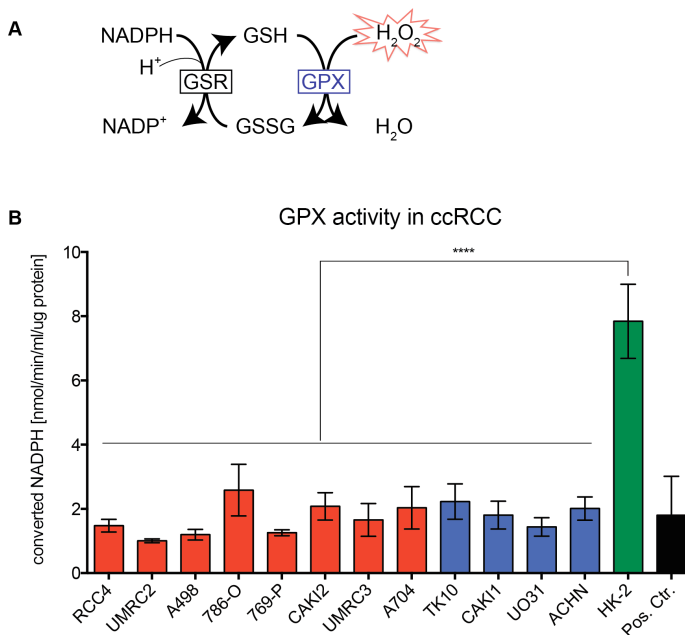 A
NADPH GSH H₂O₂
H⁺
GSR GPX
NADP⁺ GSSG H₂O
B
GPX activity in ccRCC
converted NADPH [nmol/min/ml/ug protein]
10
8
6
4
2
0
****
RCC4
UMRC2
A498
786-O
769-P
CAKI2
UMRC3
A704
TK10
CAKI1
UO31
ACHN
HK-2
Pos. Ctr.